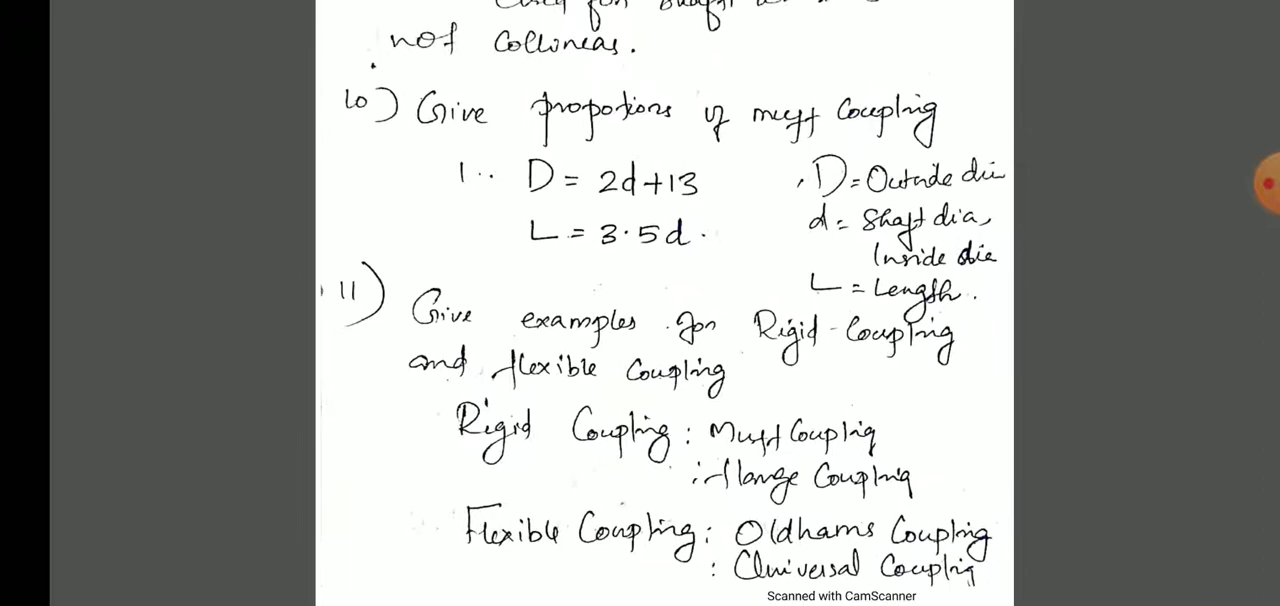 not Collineas.
10) Give proportions of muff Coupling
1.. D = 2d+13 , D = Outside dia
L = 3.5d. d = Shaft dia,
Inside dia
L = Length.
11) Give examples for Rigid-Coupling
and flexible Coupling
Rigid Coupling : Muff Coupling
: flange Coupling
Flexible Coupling : Oldhams Coupling
: Universal Coupling
Scanned with CamScanner